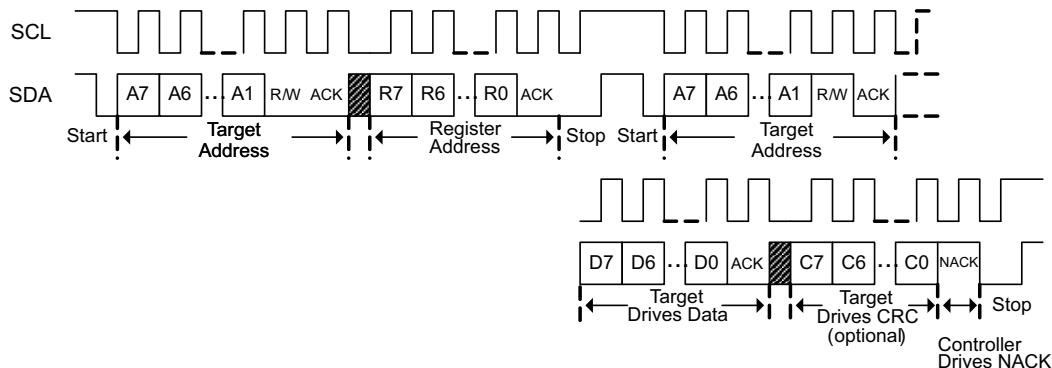 SCL
SDA
A7 A6 ... A1 R/W ACK R7 R6 ... R0 ACK A7 A6 ... A1 R/W ACK
Start Target Address Register Address Stop Start Target Address
D7 D6 ... D0 ACK C7 C6 ... C0 NACK
Target Drives Data Target Drives CRC (optional) Stop
Controller Drives NACK